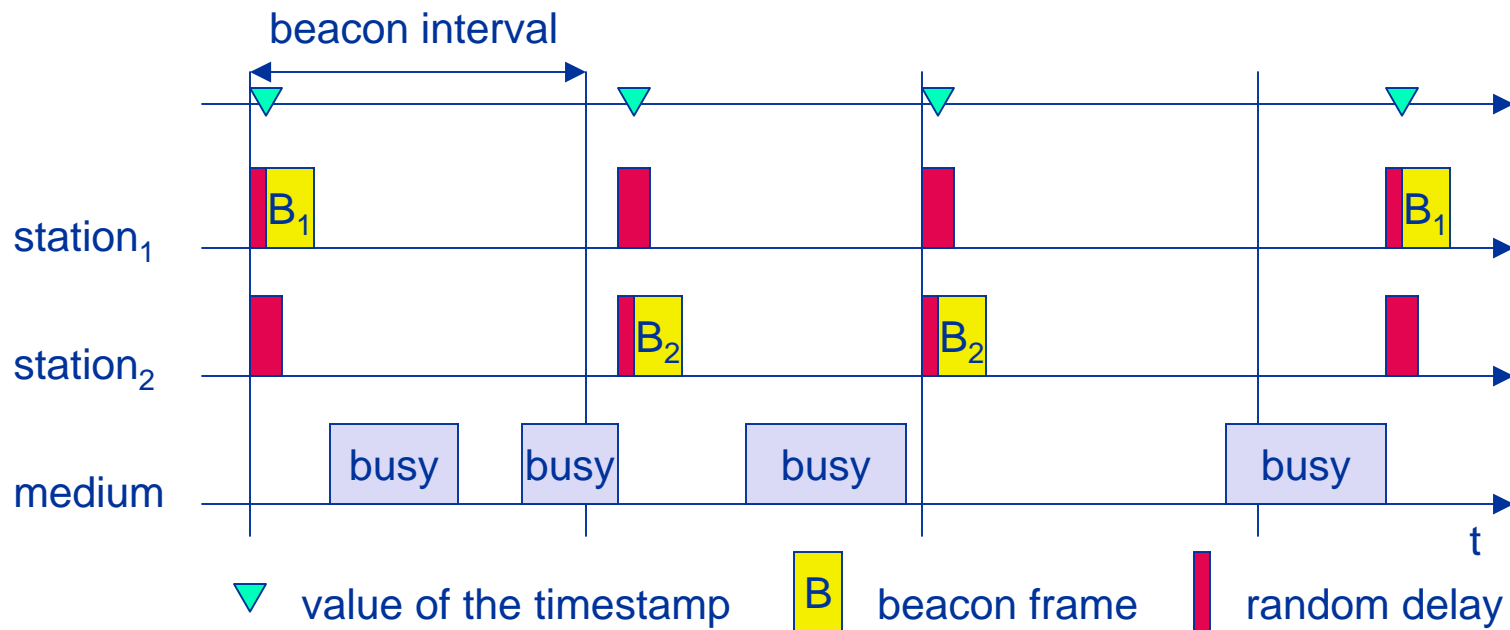 beacon interval
B₁ B₁
station₁
B₂ B₂
station₂
busy busy busy busy
medium
t
value of the timestamp B beacon frame random delay